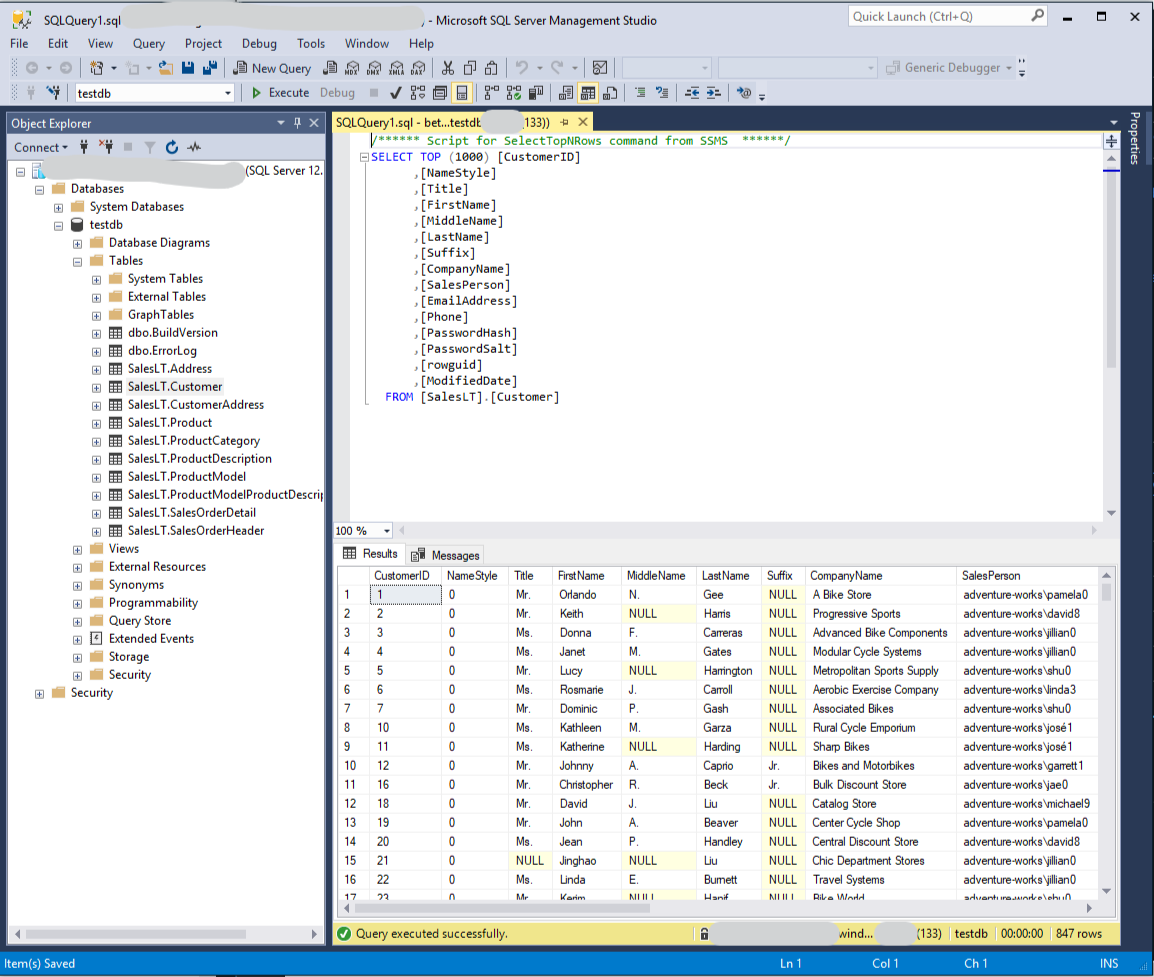 SQLQuery1.sql - Microsoft SQL Server Management Studio
Quick Launch (Ctrl+Q)
File Edit View Query Project Debug Tools Window Help
New Query MDX DMX XMLA DAX Generic Debugger
testdb Execute Debug
Object Explorer
Connect
(SQL Server 12.
Databases
System Databases
testdb
Database Diagrams
Tables
System Tables
External Tables
GraphTables
dbo.BuildVersion
dbo.ErrorLog
SalesLT.Address
SalesLT.Customer
SalesLT.CustomerAddress
SalesLT.Product
SalesLT.ProductCategory
SalesLT.ProductDescription
SalesLT.ProductModel
SalesLT.ProductModelProductDescrip
SalesLT.SalesOrderDetail
SalesLT.SalesOrderHeader
Views
External Resources
Synonyms
Programmability
Query Store
Extended Events
Storage
Security
Security
SQLQuery1.sql - bet...testdb (133))
Properties
/****** Script for SelectTopNRows command from SSMS ******/
SELECT TOP (1000) [CustomerID]
,[NameStyle]
,[Title]
,[FirstName]
,[MiddleName]
,[LastName]
,[Suffix]
,[CompanyName]
,[SalesPerson]
,[EmailAddress]
,[Phone]
,[PasswordHash]
,[PasswordSalt]
,[rowguid]
,[ModifiedDate]
FROM [SalesLT].[Customer]
100 %
Results Messages
CustomerID NameStyle Title FirstName MiddleName LastName Suffix CompanyName SalesPerson
1 1 0 Mr. Orlando N. Gee NULL A Bike Store adventure-works\pamela0
2 2 0 Mr. Keith NULL Harris NULL Progressive Sports adventure-works\david8
3 3 0 Ms. Donna F. Carreras NULL Advanced Bike Components adventure-works\jillian0
4 4 0 Ms. Janet M. Gates NULL Modular Cycle Systems adventure-works\jillian0
5 5 0 Mr. Lucy NULL Harrington NULL Metropolitan Sports Supply adventure-works\shu0
6 6 0 Ms. Rosmarie J. Carroll NULL Aerobic Exercise Company adventure-works\linda3
7 7 0 Mr. Dominic P. Gash NULL Associated Bikes adventure-works\shu0
8 10 0 Ms. Kathleen M. Garza NULL Rural Cycle Emporium adventure-works\josé1
9 11 0 Ms. Katherine NULL Harding NULL Sharp Bikes adventure-works\josé1
10 12 0 Mr. Johnny A. Caprio Jr. Bikes and Motorbikes adventure-works\garrett1
11 16 0 Mr. Christopher R. Beck Jr. Bulk Discount Store adventure-works\jae0
12 18 0 Mr. David J. Liu NULL Catalog Store adventure-works\michael9
13 19 0 Mr. John A. Beaver NULL Center Cycle Shop adventure-works\pamela0
14 20 0 Ms. Jean P. Handley NULL Central Discount Store adventure-works\david8
15 21 0 NULL Jinghao NULL Liu NULL Chic Department Stores adventure-works\jillian0
16 22 0 Ms. Linda E. Burnett NULL Travel Systems adventure-works\jillian0
17 23 0 Mr. Kerim NULL Hanif NULL Bike World adventure-works\shu0
Query executed successfully. wind... (133) testdb 00:00:00 847 rows
Item(s) Saved Ln 1 Col 1 Ch 1 INS